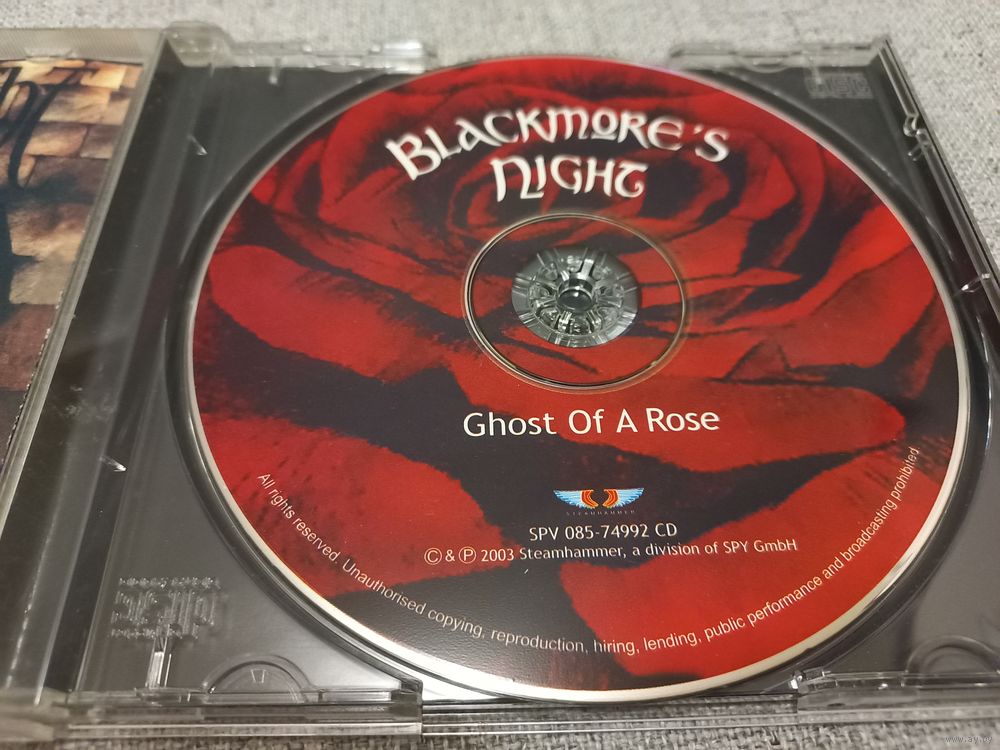 BLACKMORE'S
NIGHT
Ghost Of A Rose
STEAMHAMMER
SPV 085-74992 CD
© & ℗ 2003 Steamhammer, a division of SPY GmbH
All rights reserved. Unauthorised copying, reproduction, hiring, lending, public performance and broadcasting prohibited